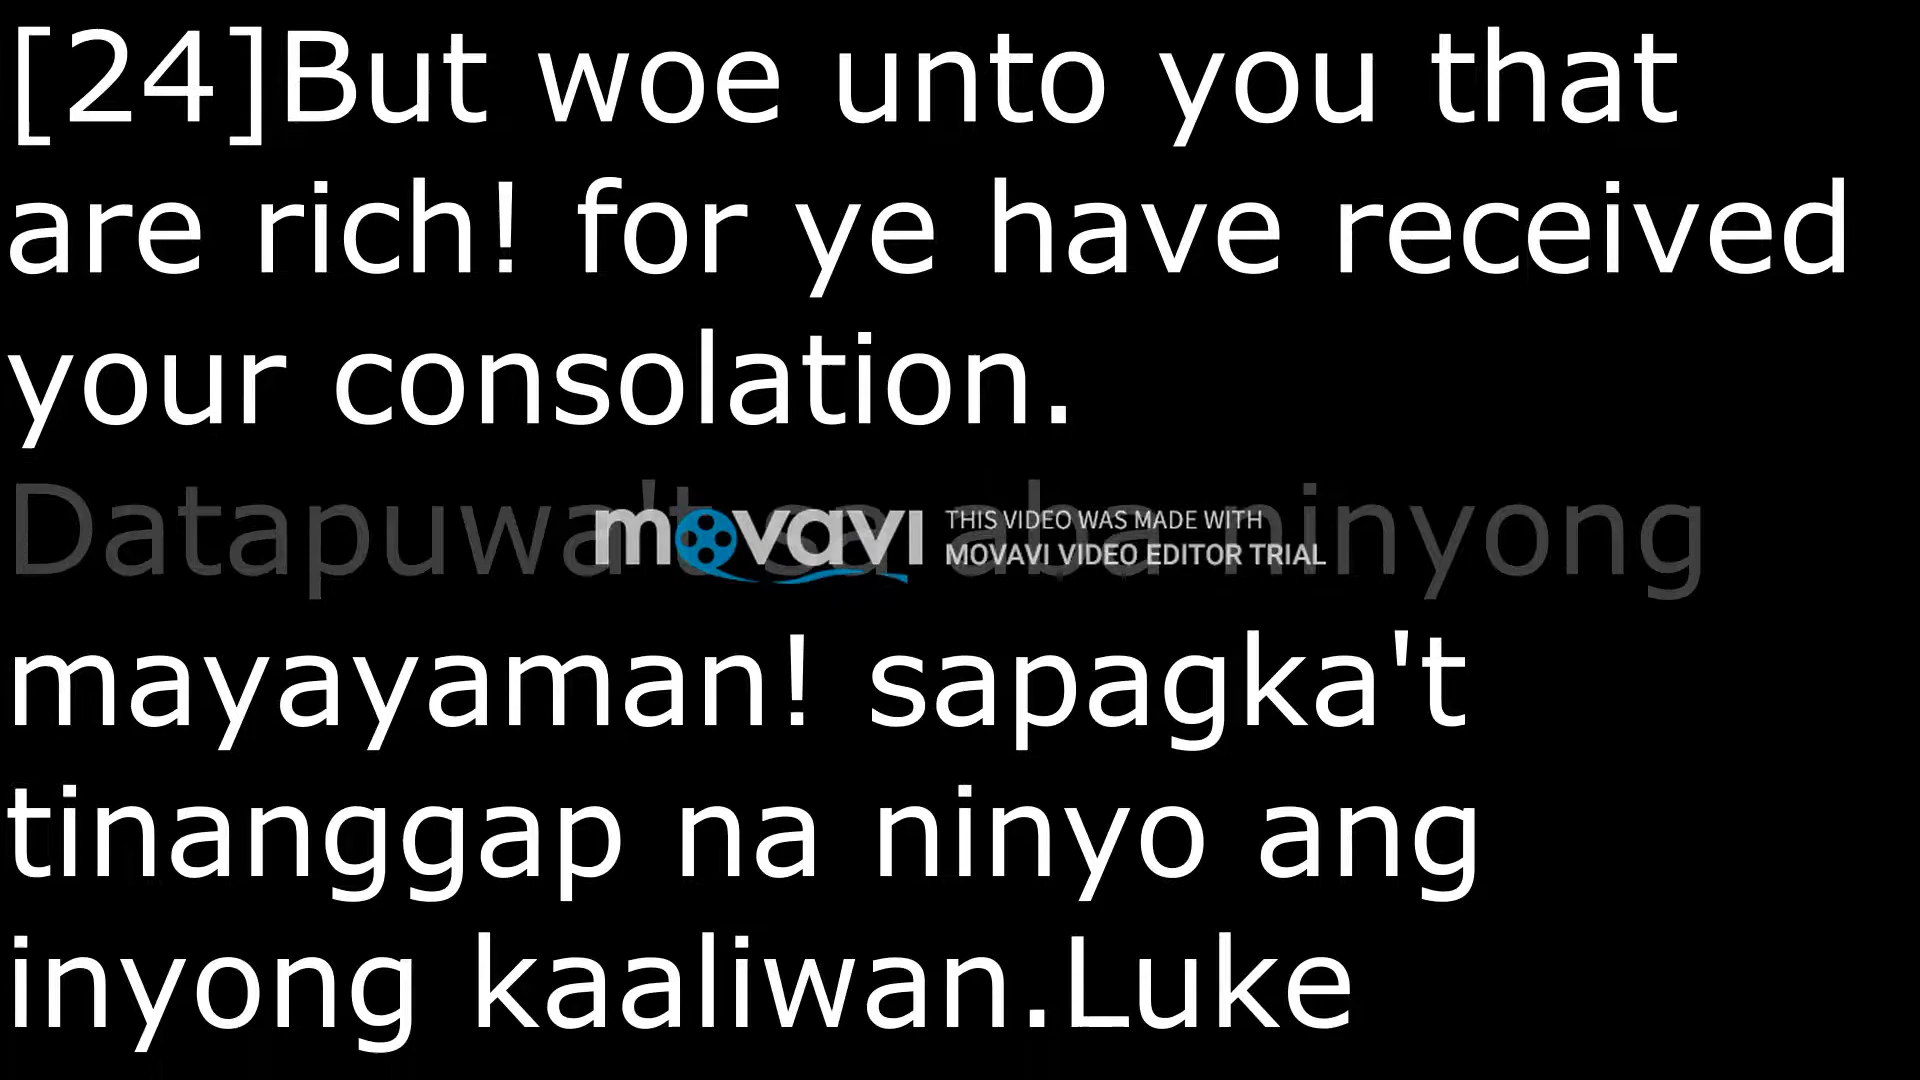 [24]But woe unto you that
are rich! for ye have received
your consolation.
Datapuwa't sa aba ninyong
movavi THIS VIDEO WAS MADE WITH
MOVAVI VIDEO EDITOR TRIAL
mayayaman! sapagka't
tinanggap na ninyo ang
inyong kaaliwan.Luke